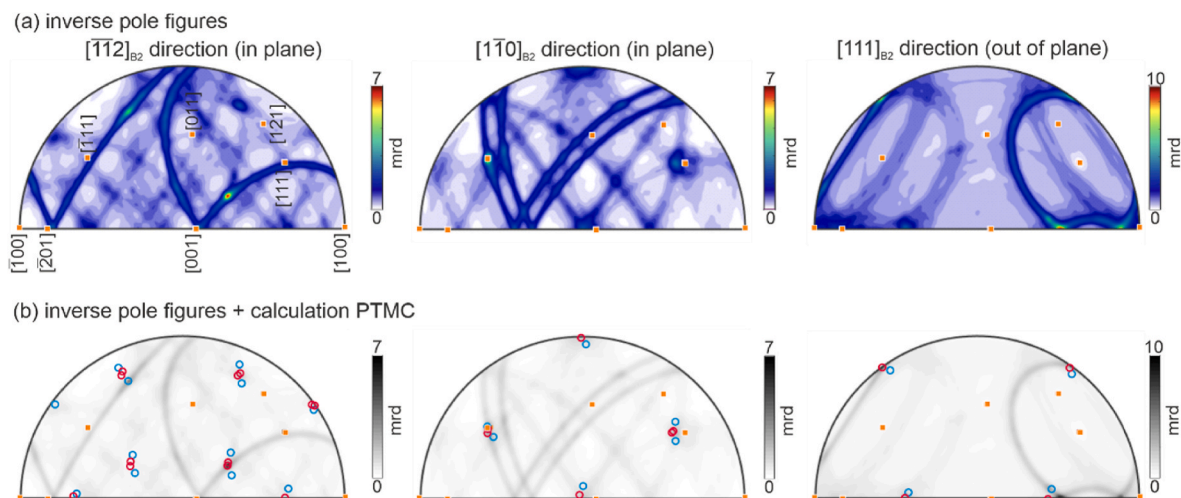 (a) inverse pole figures
[1̅1̅2]B2 direction (in plane)
[11̅0]B2 direction (in plane)
[111]B2 direction (out of plane)
7
mrd
0
7
mrd
0
10
mrd
0
[1̅11]
[011]
[121]
[111]
[1̅00]
[2̅01]
[001]
[100]
(b) inverse pole figures + calculation PTMC
7
mrd
0
7
mrd
0
10
mrd
0